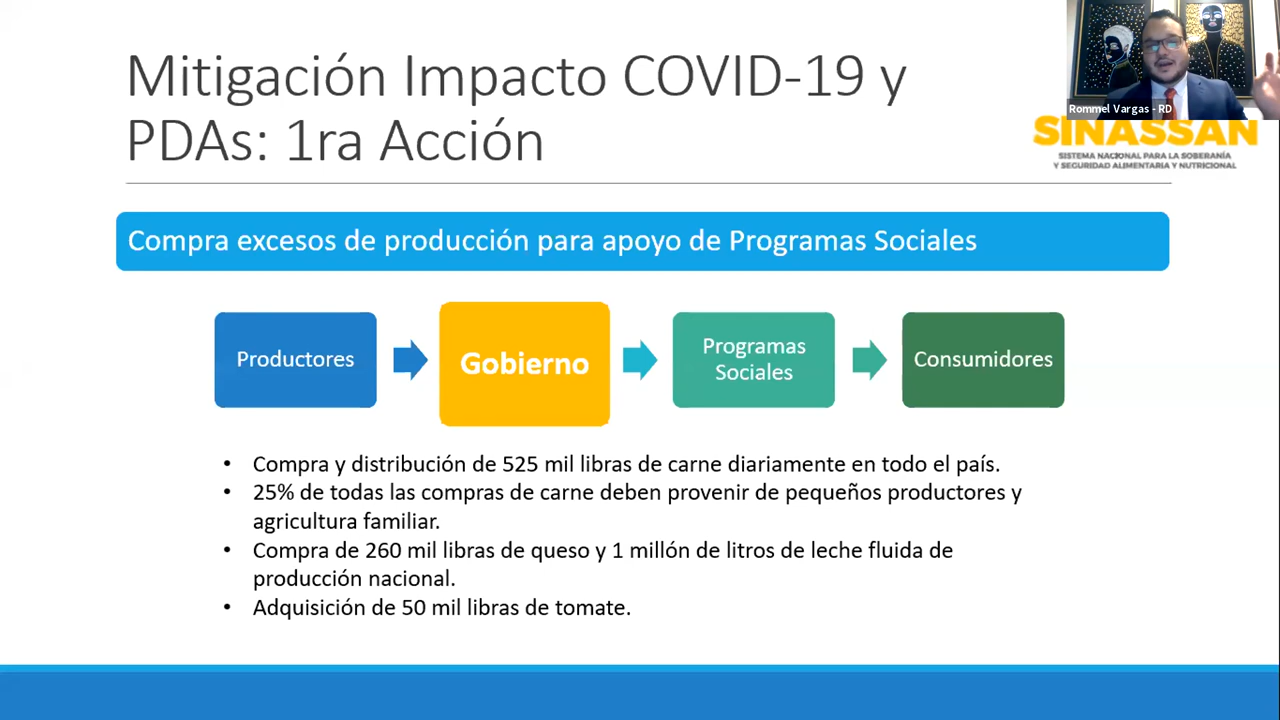 Mitigación Impacto COVID-19 y
PDAs: 1ra Acción
Rommel Vargas - RD
SINASSAN
SISTEMA NACIONAL PARA LA SOBERANÍA
Y SEGURIDAD ALIMENTARIA Y NUTRICIONAL
Compra excesos de producción para apoyo de Programas Sociales
Productores
Gobierno
Programas
Sociales
Consumidores
• Compra y distribución de 525 mil libras de carne diariamente en todo el país.
• 25% de todas las compras de carne deben provenir de pequeños productores y
agricultura familiar.
• Compra de 260 mil libras de queso y 1 millón de litros de leche fluida de
producción nacional.
• Adquisición de 50 mil libras de tomate.